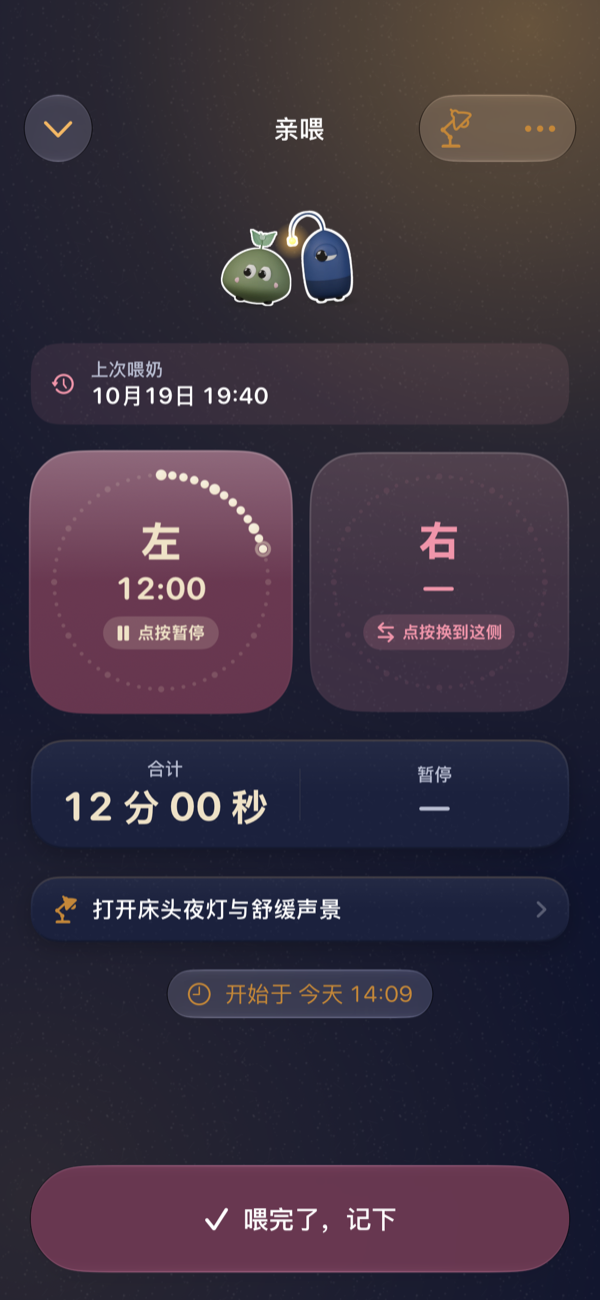 亲喂
上次喂奶
10月19日 19:40
左
12:00
点按暂停
右
—
点按换到这侧
合计
12 分 00 秒
暂停
—
打开床头夜灯与舒缓声景
开始于 今天 14:09
喂完了，记下